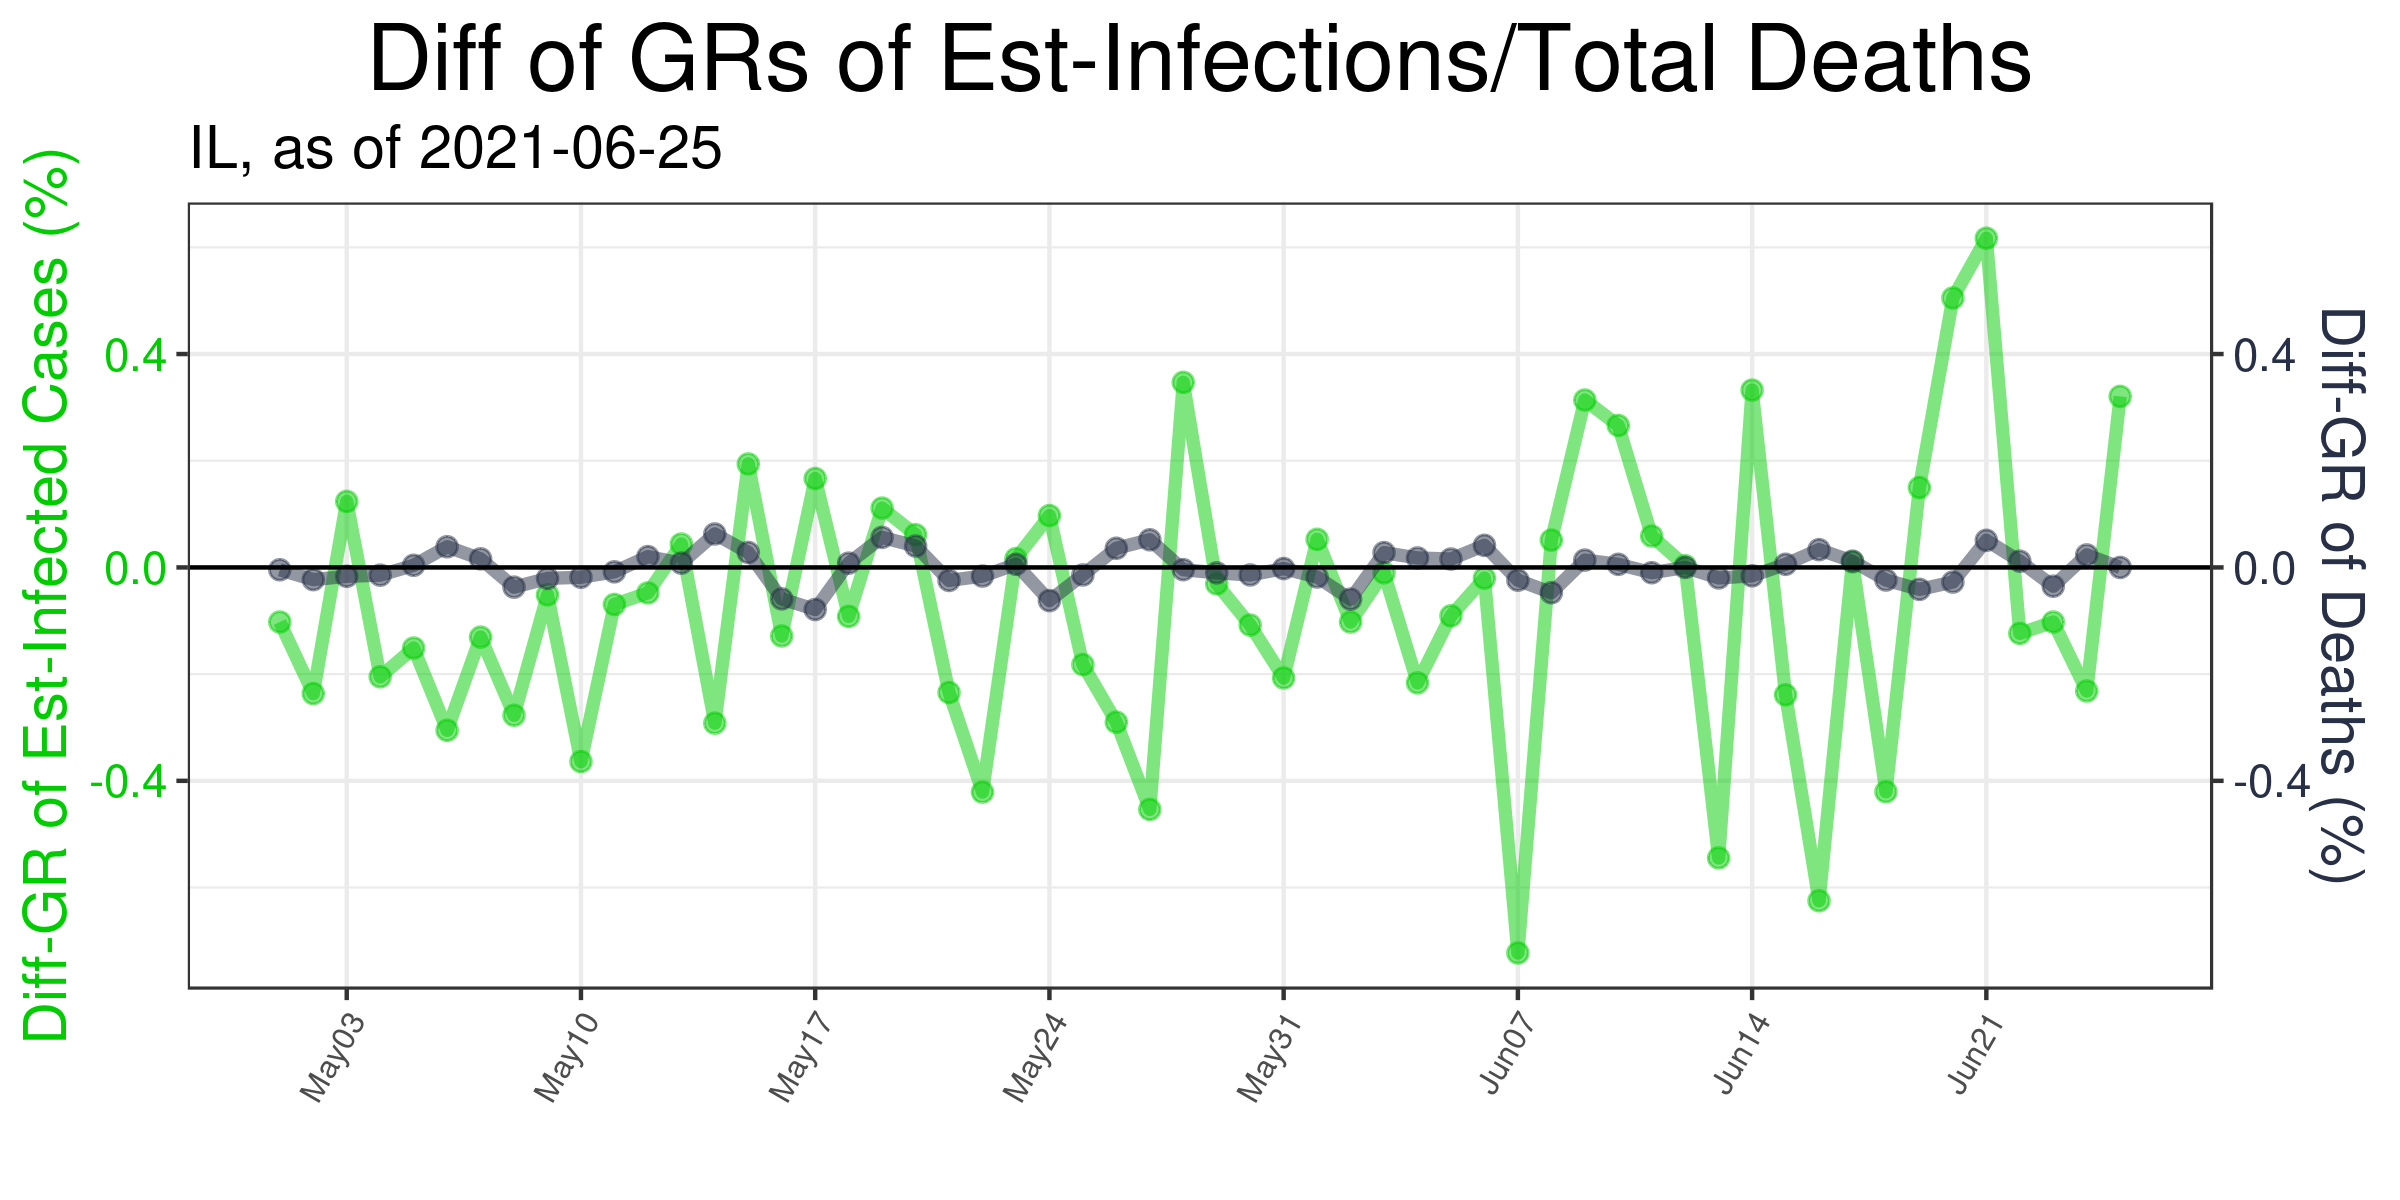 Diff of GRs of Est-Infections/Total Deaths
IL, as of 2021-06-25
Diff-GR of Est-Infected Cases (%)
0.4
0.0
-0.4
0.4
0.0
-0.4
Diff-GR of Deaths (%)
May03
May10
May17
May24
May31
Jun07
Jun14
Jun21